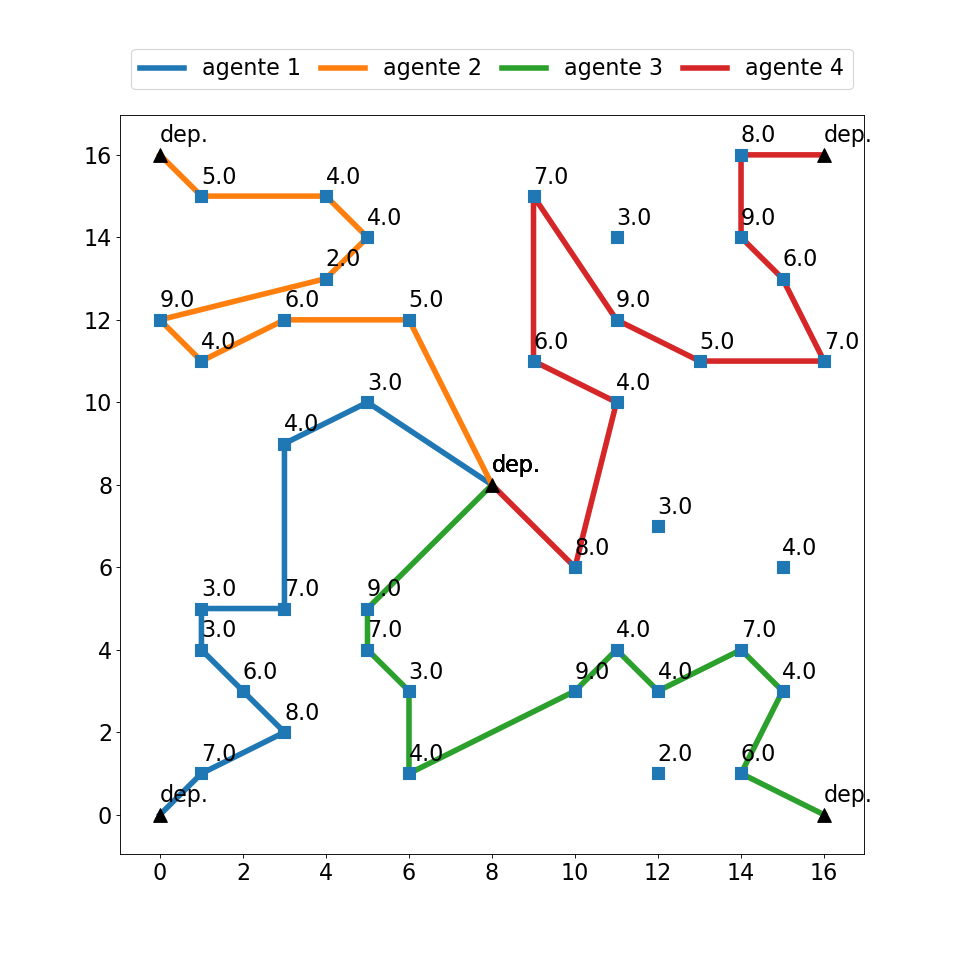 agente 1 agente 2 agente 3 agente 4
dep. 8.0 dep.
16
5.0 4.0 7.0
4.0 3.0 9.0
14
2.0 6.0
9.0 6.0 5.0 9.0
12
4.0 6.0 5.0 7.0
3.0 4.0
10
4.0
dep.
8
3.0
8.0 4.0
6
3.0 7.0 9.0
3.0 7.0 4.0 7.0
4
6.0 3.0 9.0 4.0 4.0
8.0
2
7.0 4.0 2.0 6.0
dep. dep.
0
0 2 4 6 8 10 12 14 16